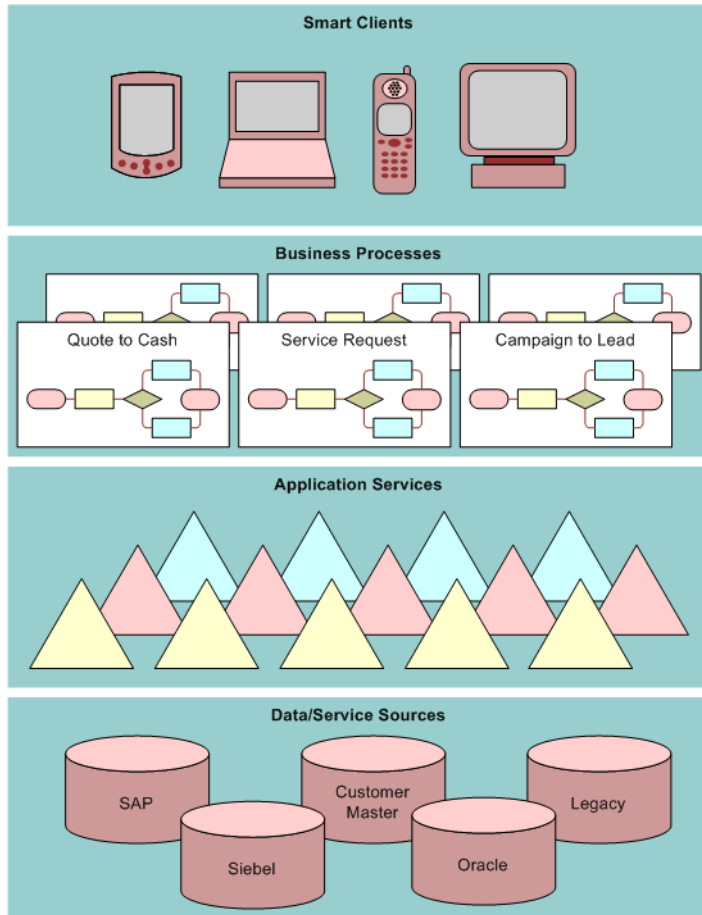 Smart Clients
Business Processes
Quote to Cash
Service Request
Campaign to Lead
Application Services
Data/Service Sources
SAP
Customer
Master
Legacy
Siebel
Oracle